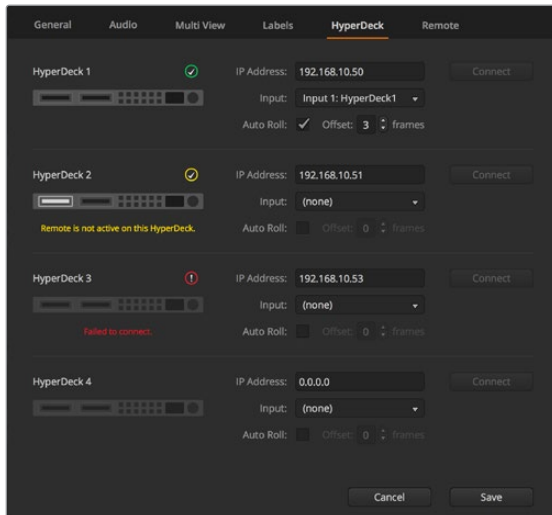 General Audio Multi View Labels HyperDeck Remote
HyperDeck 1 IP Address: 192.168.10.50 Connect
Input: Input 1: HyperDeck1
Auto Roll: Offset: 3 frames
HyperDeck 2 IP Address: 192.168.10.51 Connect
Input: (none)
Remote is not active on this HyperDeck. Auto Roll: Offset: 0 frames
HyperDeck 3 IP Address: 192.168.10.53 Connect
Input: (none)
Failed to connect. Auto Roll: Offset: 0 frames
HyperDeck 4 IP Address: 0.0.0.0 Connect
Input: (none)
Auto Roll: Offset: 0 frames
Cancel Save